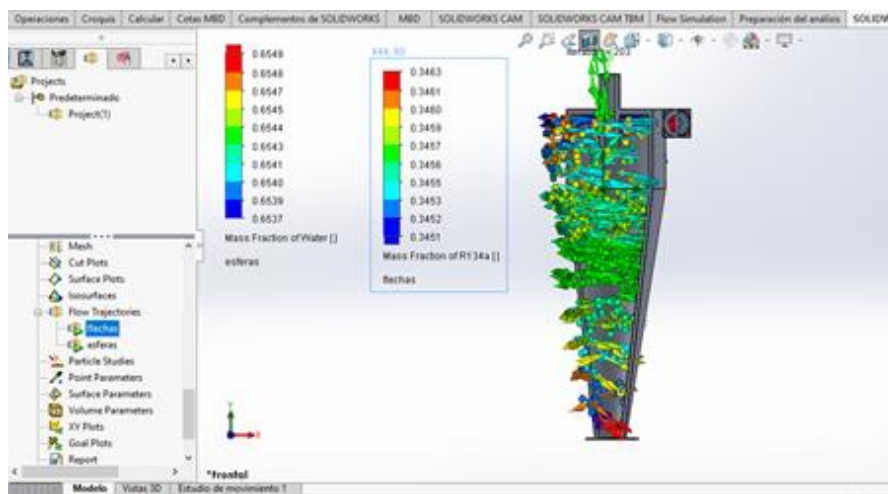 Operaciones Croquis Calcular Cotas MBD Complementos de SOLIDWORKS MBD SOLIDWORKS CAM SOLIDWORKS CAM TBM Flow Simulation Preparación del análisis SOLIDW
Projects
Predeterminado
Project(1)
Mesh
Cut Plots
Surface Plots
Isosurfaces
Flow Trajectories
flechas
esferas
Particle Studies
Point Parameters
Surface Parameters
Volume Parameters
XY Plots
Goal Plots
Report
0.6549
0.6548
0.6547
0.6545
0.6544
0.6543
0.6541
0.6540
0.6539
0.6537
Mass Fraction of Water []
esferas
0.3463
0.3461
0.3460
0.3459
0.3457
0.3456
0.3455
0.3453
0.3452
0.3451
Mass Fraction of R134a []
flechas
Y
X
*Frontal
Modelo Vistas 3D Estudio de movimiento 1